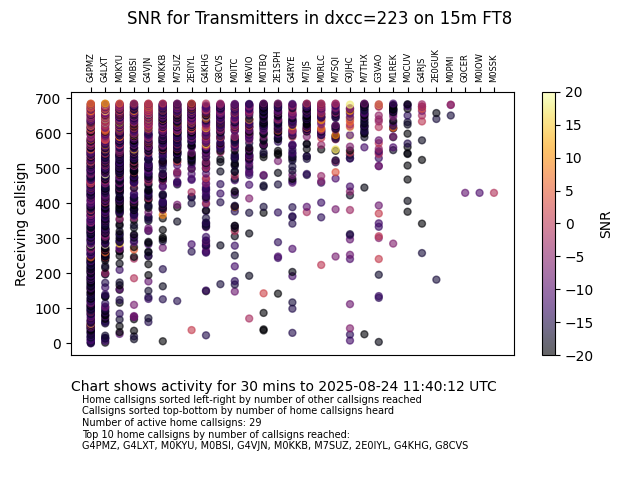 SNR for Transmitters in dxcc=223 on 15m FT8
G4PMZ G4LXT M0KYU M0BSI G4VJN M0KKB M7SUZ 2E0IYL G4KHG G8CVS M0ITC M6VIO M0TBQ 2E1SPH G4RYE M7IJS M0RLC M7SQI G0JHC M7THX G3VAO M1REK M0CUV G4RJS 2E0GUK M0PMI G0CER M0IOW M0SSK
700
600
500
400
300
200
100
0
Receiving callsign
20
15
10
5
0
−5
−10
−15
−20
SNR
Chart shows activity for 30 mins to 2025-08-24 11:40:12 UTC
Home callsigns sorted left-right by number of other callsigns reached
Callsigns sorted top-bottom by number of home callsigns heard
Number of active home callsigns: 29
Top 10 home callsigns by number of callsigns reached:
G4PMZ, G4LXT, M0KYU, M0BSI, G4VJN, M0KKB, M7SUZ, 2E0IYL, G4KHG, G8CVS